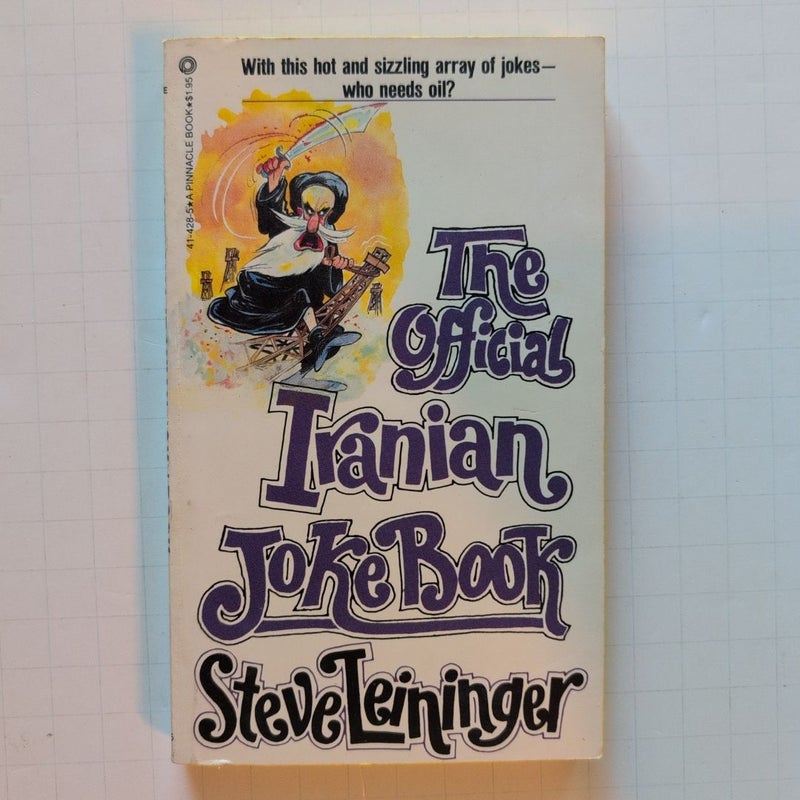 With this hot and sizzling array of jokes—
who needs oil?
41-428-5★A PINNACLE BOOK★$1.95
The
Official
Iranian
Joke Book
Steve Leininger